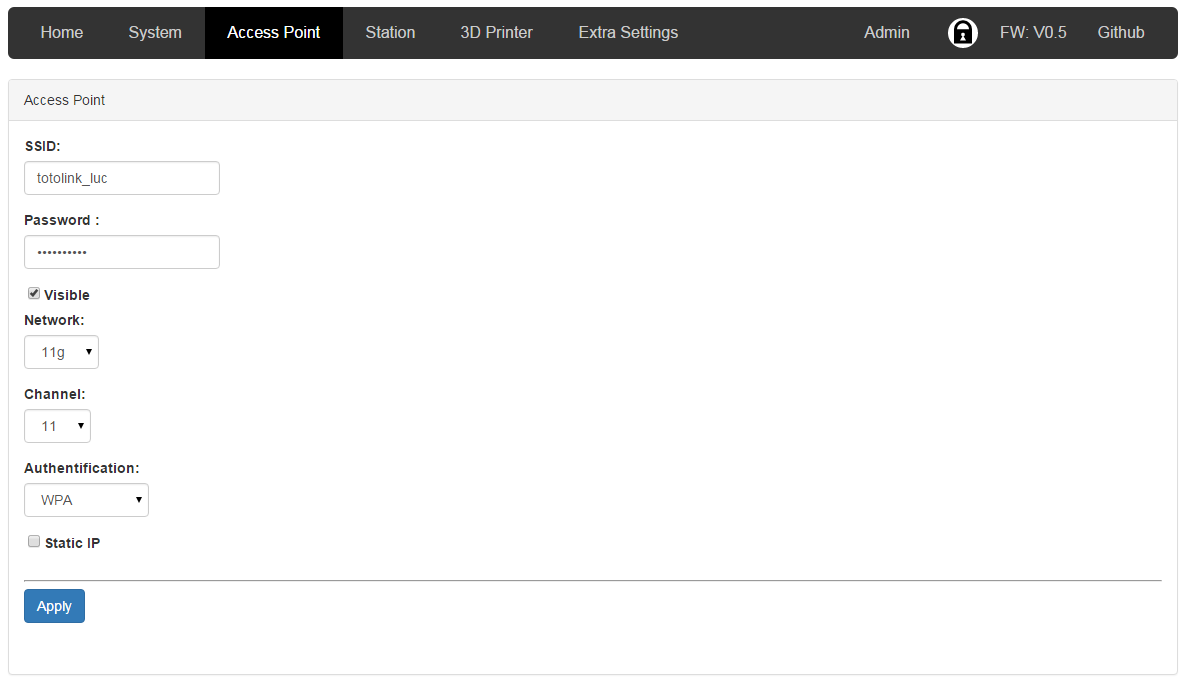 Home System Access Point Station 3D Printer Extra Settings Admin FW: V0.5 Github
Access Point
SSID:
totolink_luc
Password :
••••••••••
Visible
Network:
11g
Channel:
11
Authentification:
WPA
Static IP
Apply